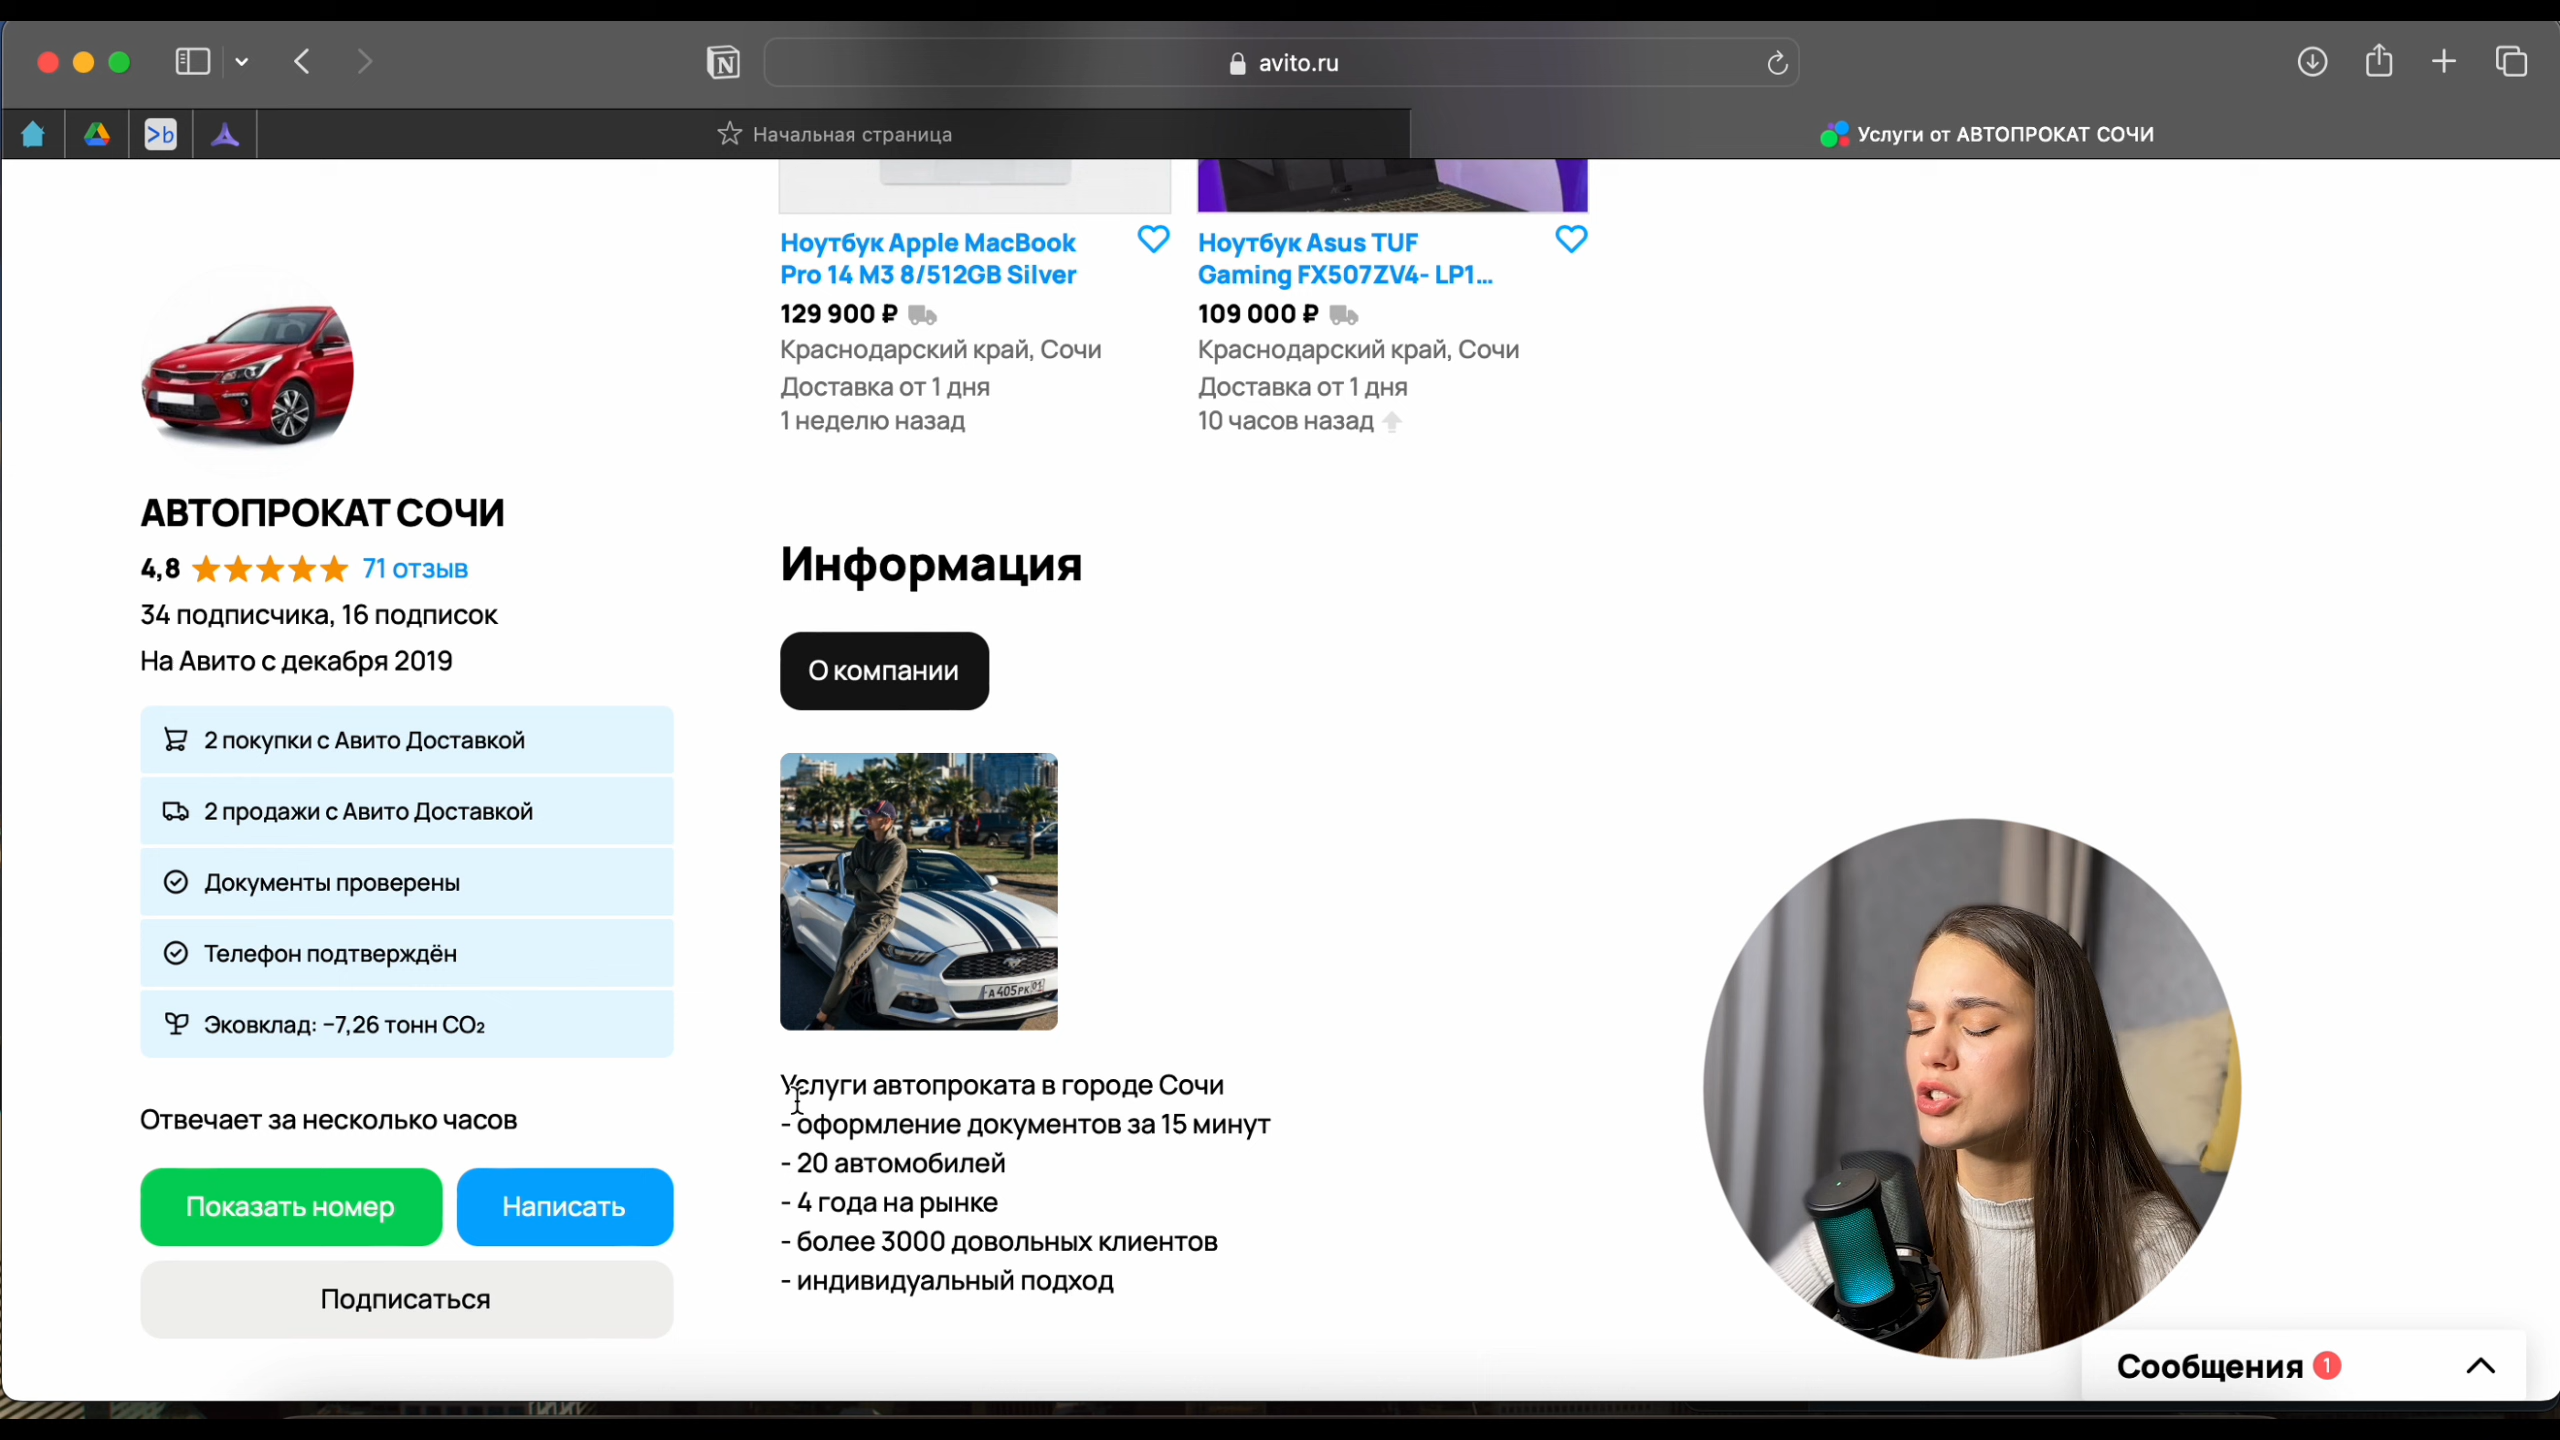 avito.ru
Начальная страница
Услуги от АВТОПРОКАТ СОЧИ
Ноутбук Apple MacBook
Pro 14 M3 8/512GB Silver
129 900 ₽
Краснодарский край, Сочи
Доставка от 1 дня
1 неделю назад
Ноутбук Asus TUF
Gaming FX507ZV4- LP1...
109 000 ₽
Краснодарский край, Сочи
Доставка от 1 дня
10 часов назад
АВТОПРОКАТ СОЧИ
4,8 71 отзыв
34 подписчика, 16 подписок
На Авито с декабря 2019
2 покупки с Авито Доставкой
2 продажи с Авито Доставкой
Документы проверены
Телефон подтверждён
Эковклад: −7,26 тонн CO₂
Отвечает за несколько часов
Показать номер
Написать
Подписаться
Информация
О компании
А405РК 01
Услуги автопроката в городе Сочи
- оформление документов за 15 минут
- 20 автомобилей
- 4 года на рынке
- более 3000 довольных клиентов
- индивидуальный подход
Сообщения 1